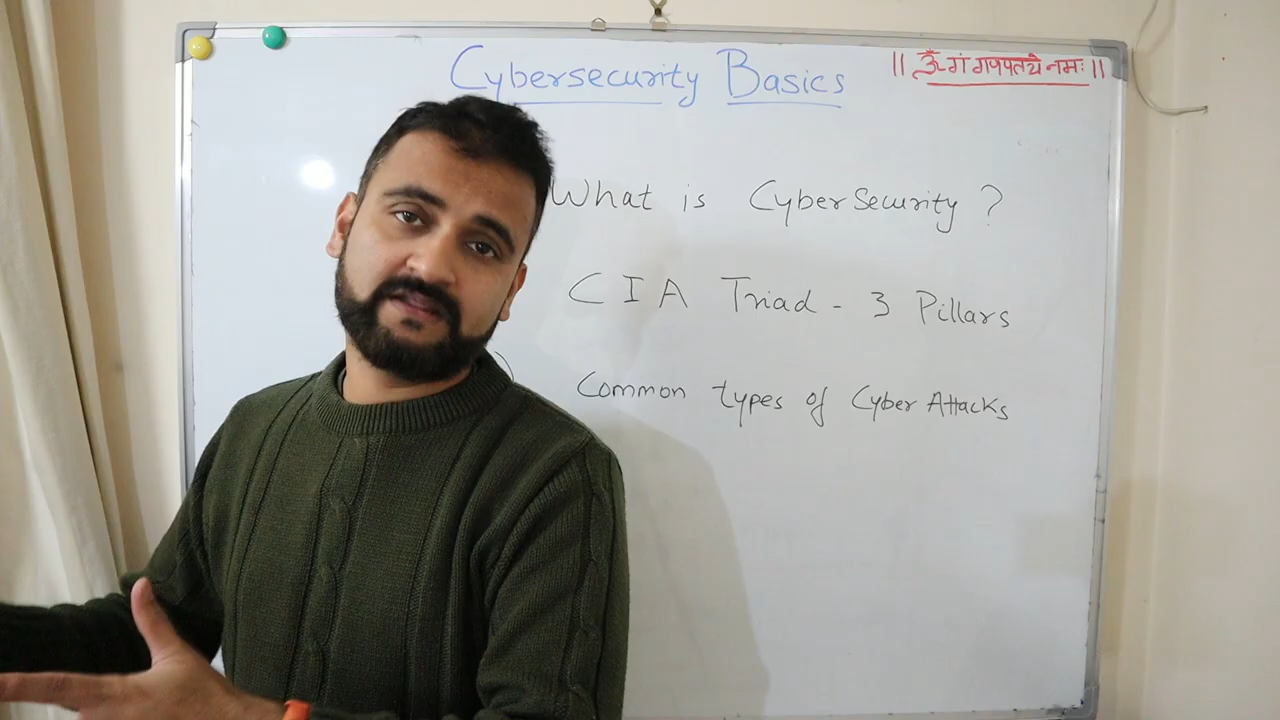 Cybersecurity Basics
|| ॐ गं गणपतये नमः ||
What is CyberSecurity ?
CIA Triad - 3 Pillars
) Common types of Cyber Attacks